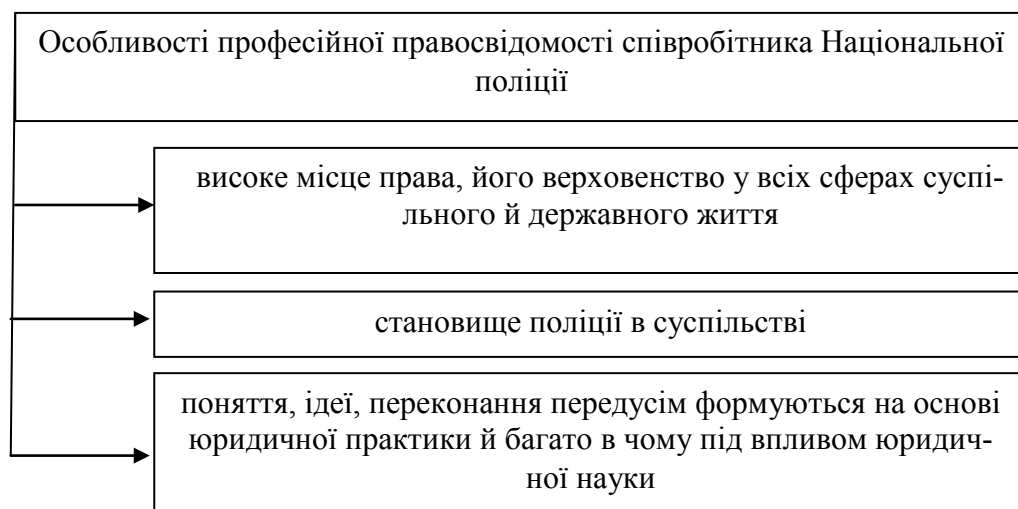 Особливості професійної правосвідомості співробітника Національної
поліції
високе місце права, його верховенство у всіх сферах суспі-
льного й державного життя
становище поліції в суспільстві
поняття, ідеї, переконання передусім формуються на основі
юридичної практики й багато в чому під впливом юридич-
ної науки